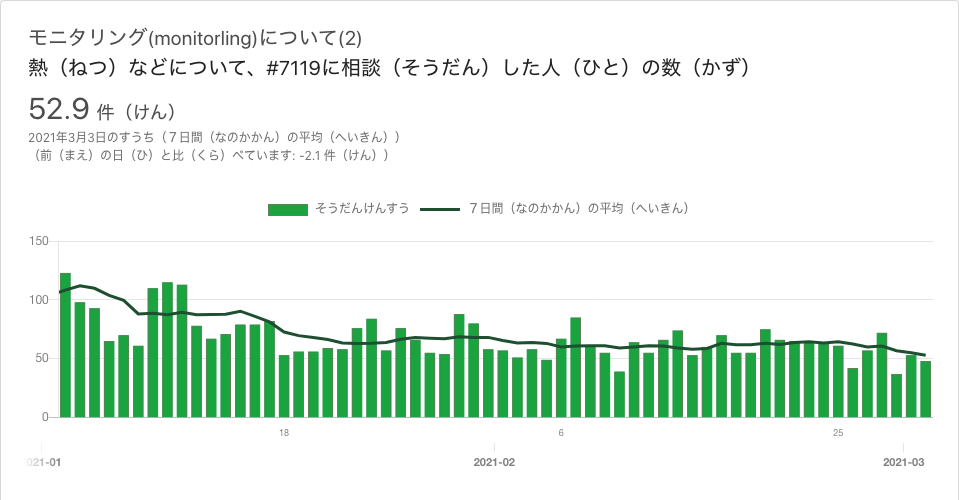 モニタリング(monitorling)について(2)
熱（ねつ）などについて、#7119に相談（そうだん）した人（ひと）の数（かず）
52.9 件（けん）
2021年3月3日のすうち（７日間（なのかかん）の平均（へいきん））
（前（まえ）の日（ひ）と比（くら）べています: -2.1 件（けん））
そうだんけんすう ７日間（なのかかん）の平均（へいきん）
150
100
50
0
18 6 25
021-01 2021-02 2021-03